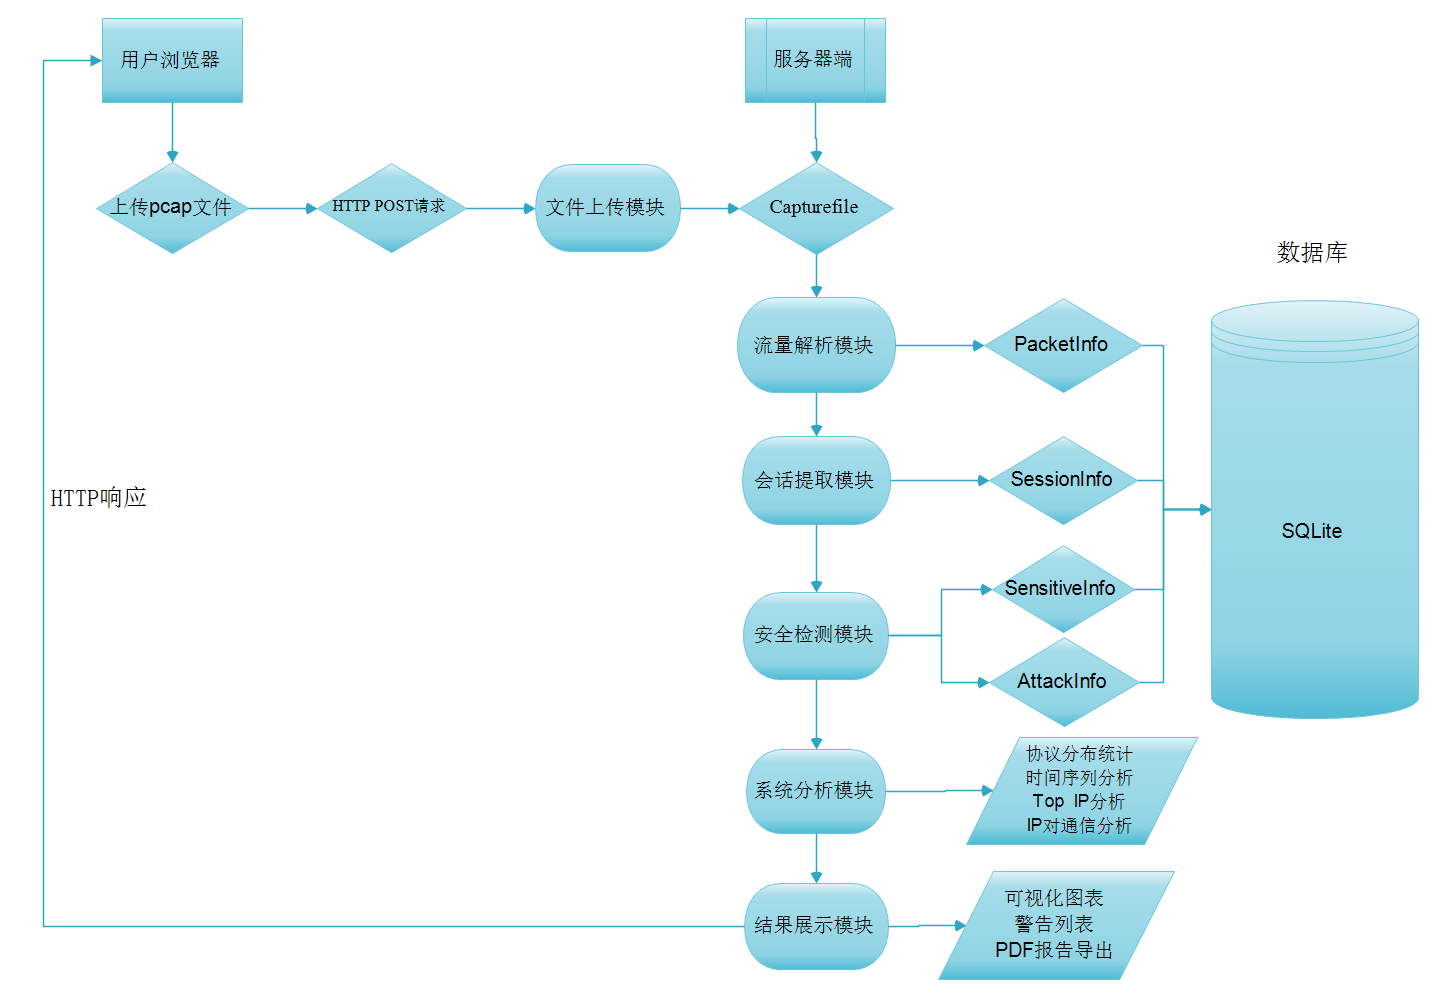 用户浏览器
服务器端
上传pcap文件
HTTP POST请求
文件上传模块
Capturefile
数据库
流量解析模块
PacketInfo
会话提取模块
SessionInfo
HTTP响应
SQLite
SensitiveInfo
安全检测模块
AttackInfo
系统分析模块
协议分布统计
时间序列分析
Top IP分析
IP对通信分析
结果展示模块
可视化图表
警告列表
PDF报告导出